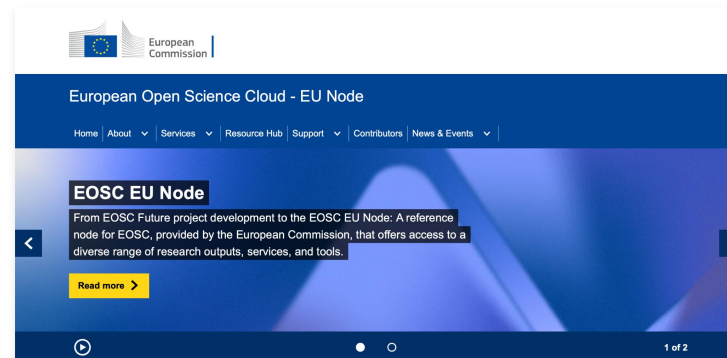 European
Commission
European Open Science Cloud - EU Node
Home About Services Resource Hub Support Contributors News & Events
EOSC EU Node
From EOSC Future project development to the EOSC EU Node: A reference
node for EOSC, provided by the European Commission, that offers access to a
diverse range of research outputs, services, and tools.
Read more
1 of 2